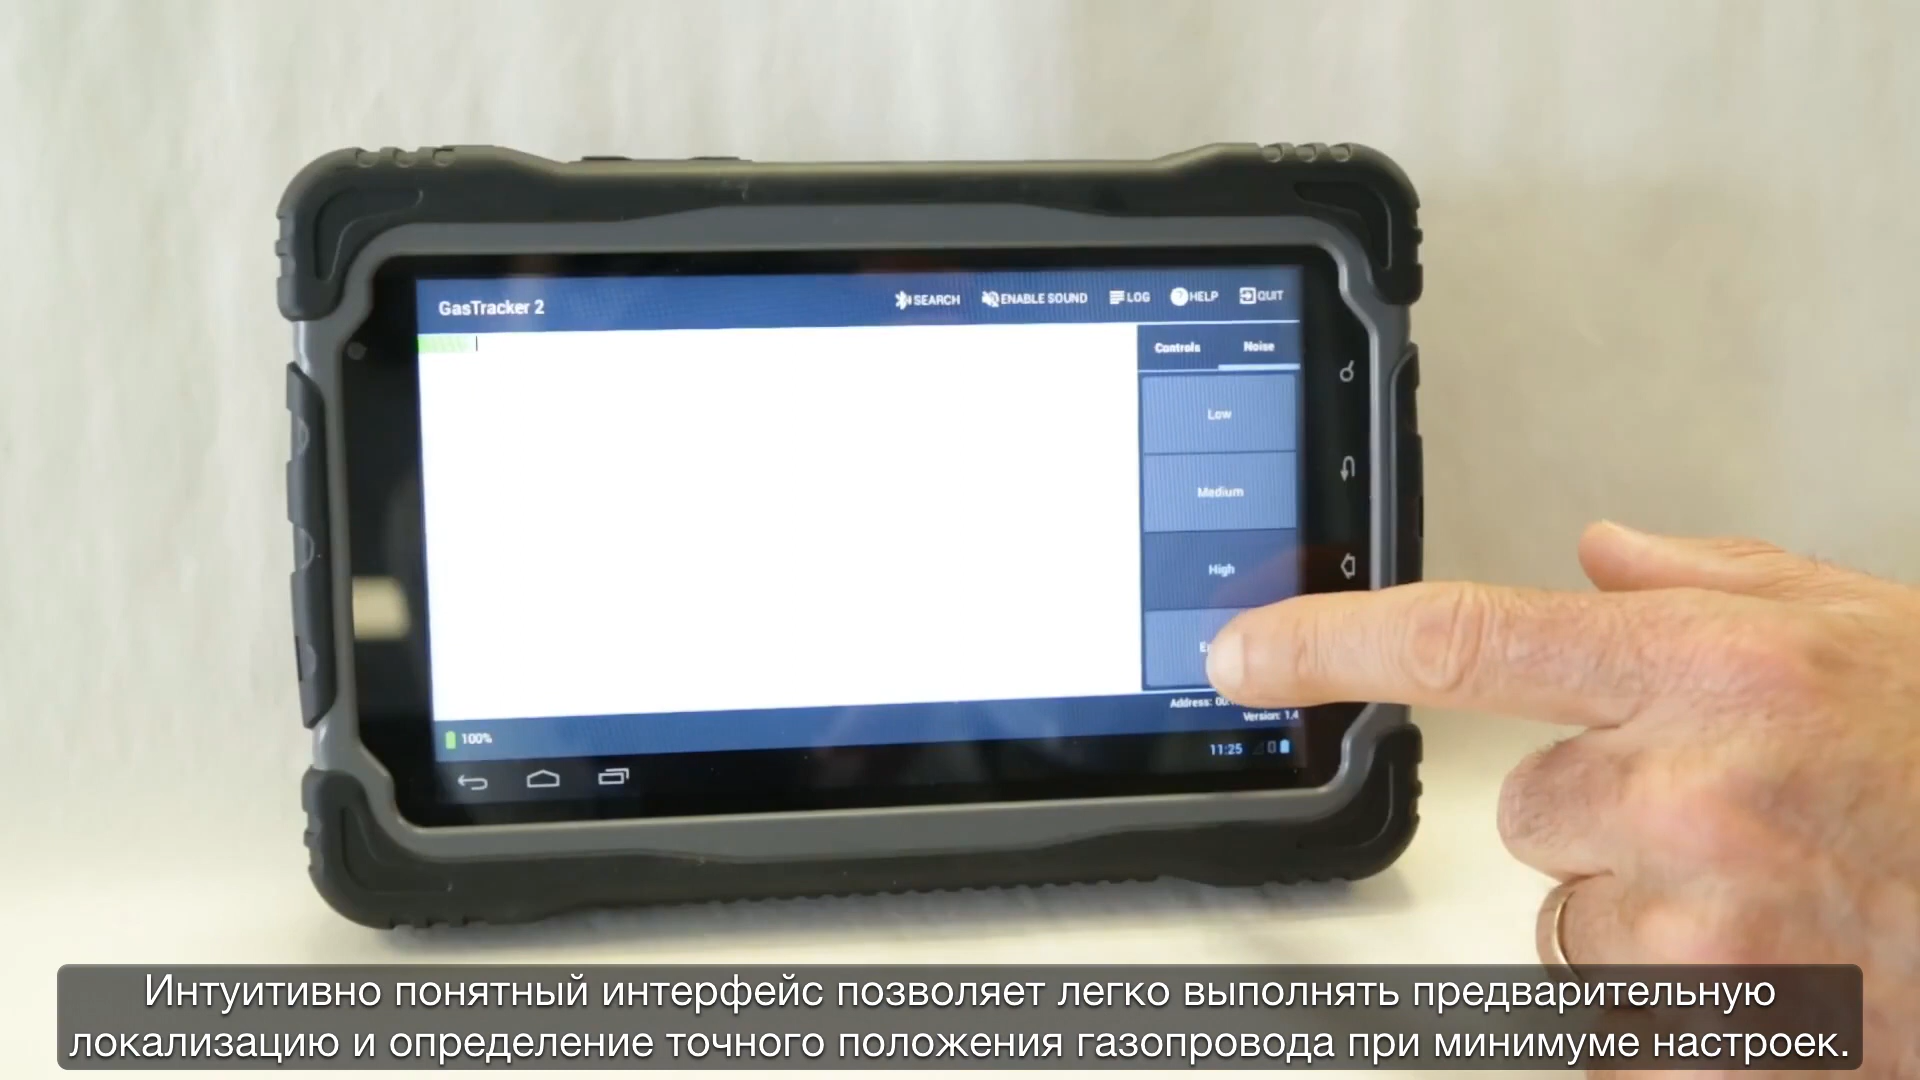 GasTracker 2
SEARCH ENABLE SOUND LOG HELP QUIT
Controls Noise
Low
Medium
High
Address:
Version: 1.4
100%
11:25
Интуитивно понятный интерфейс позволяет легко выполнять предварительную
локализацию и определение точного положения газопровода при минимуме настроек.